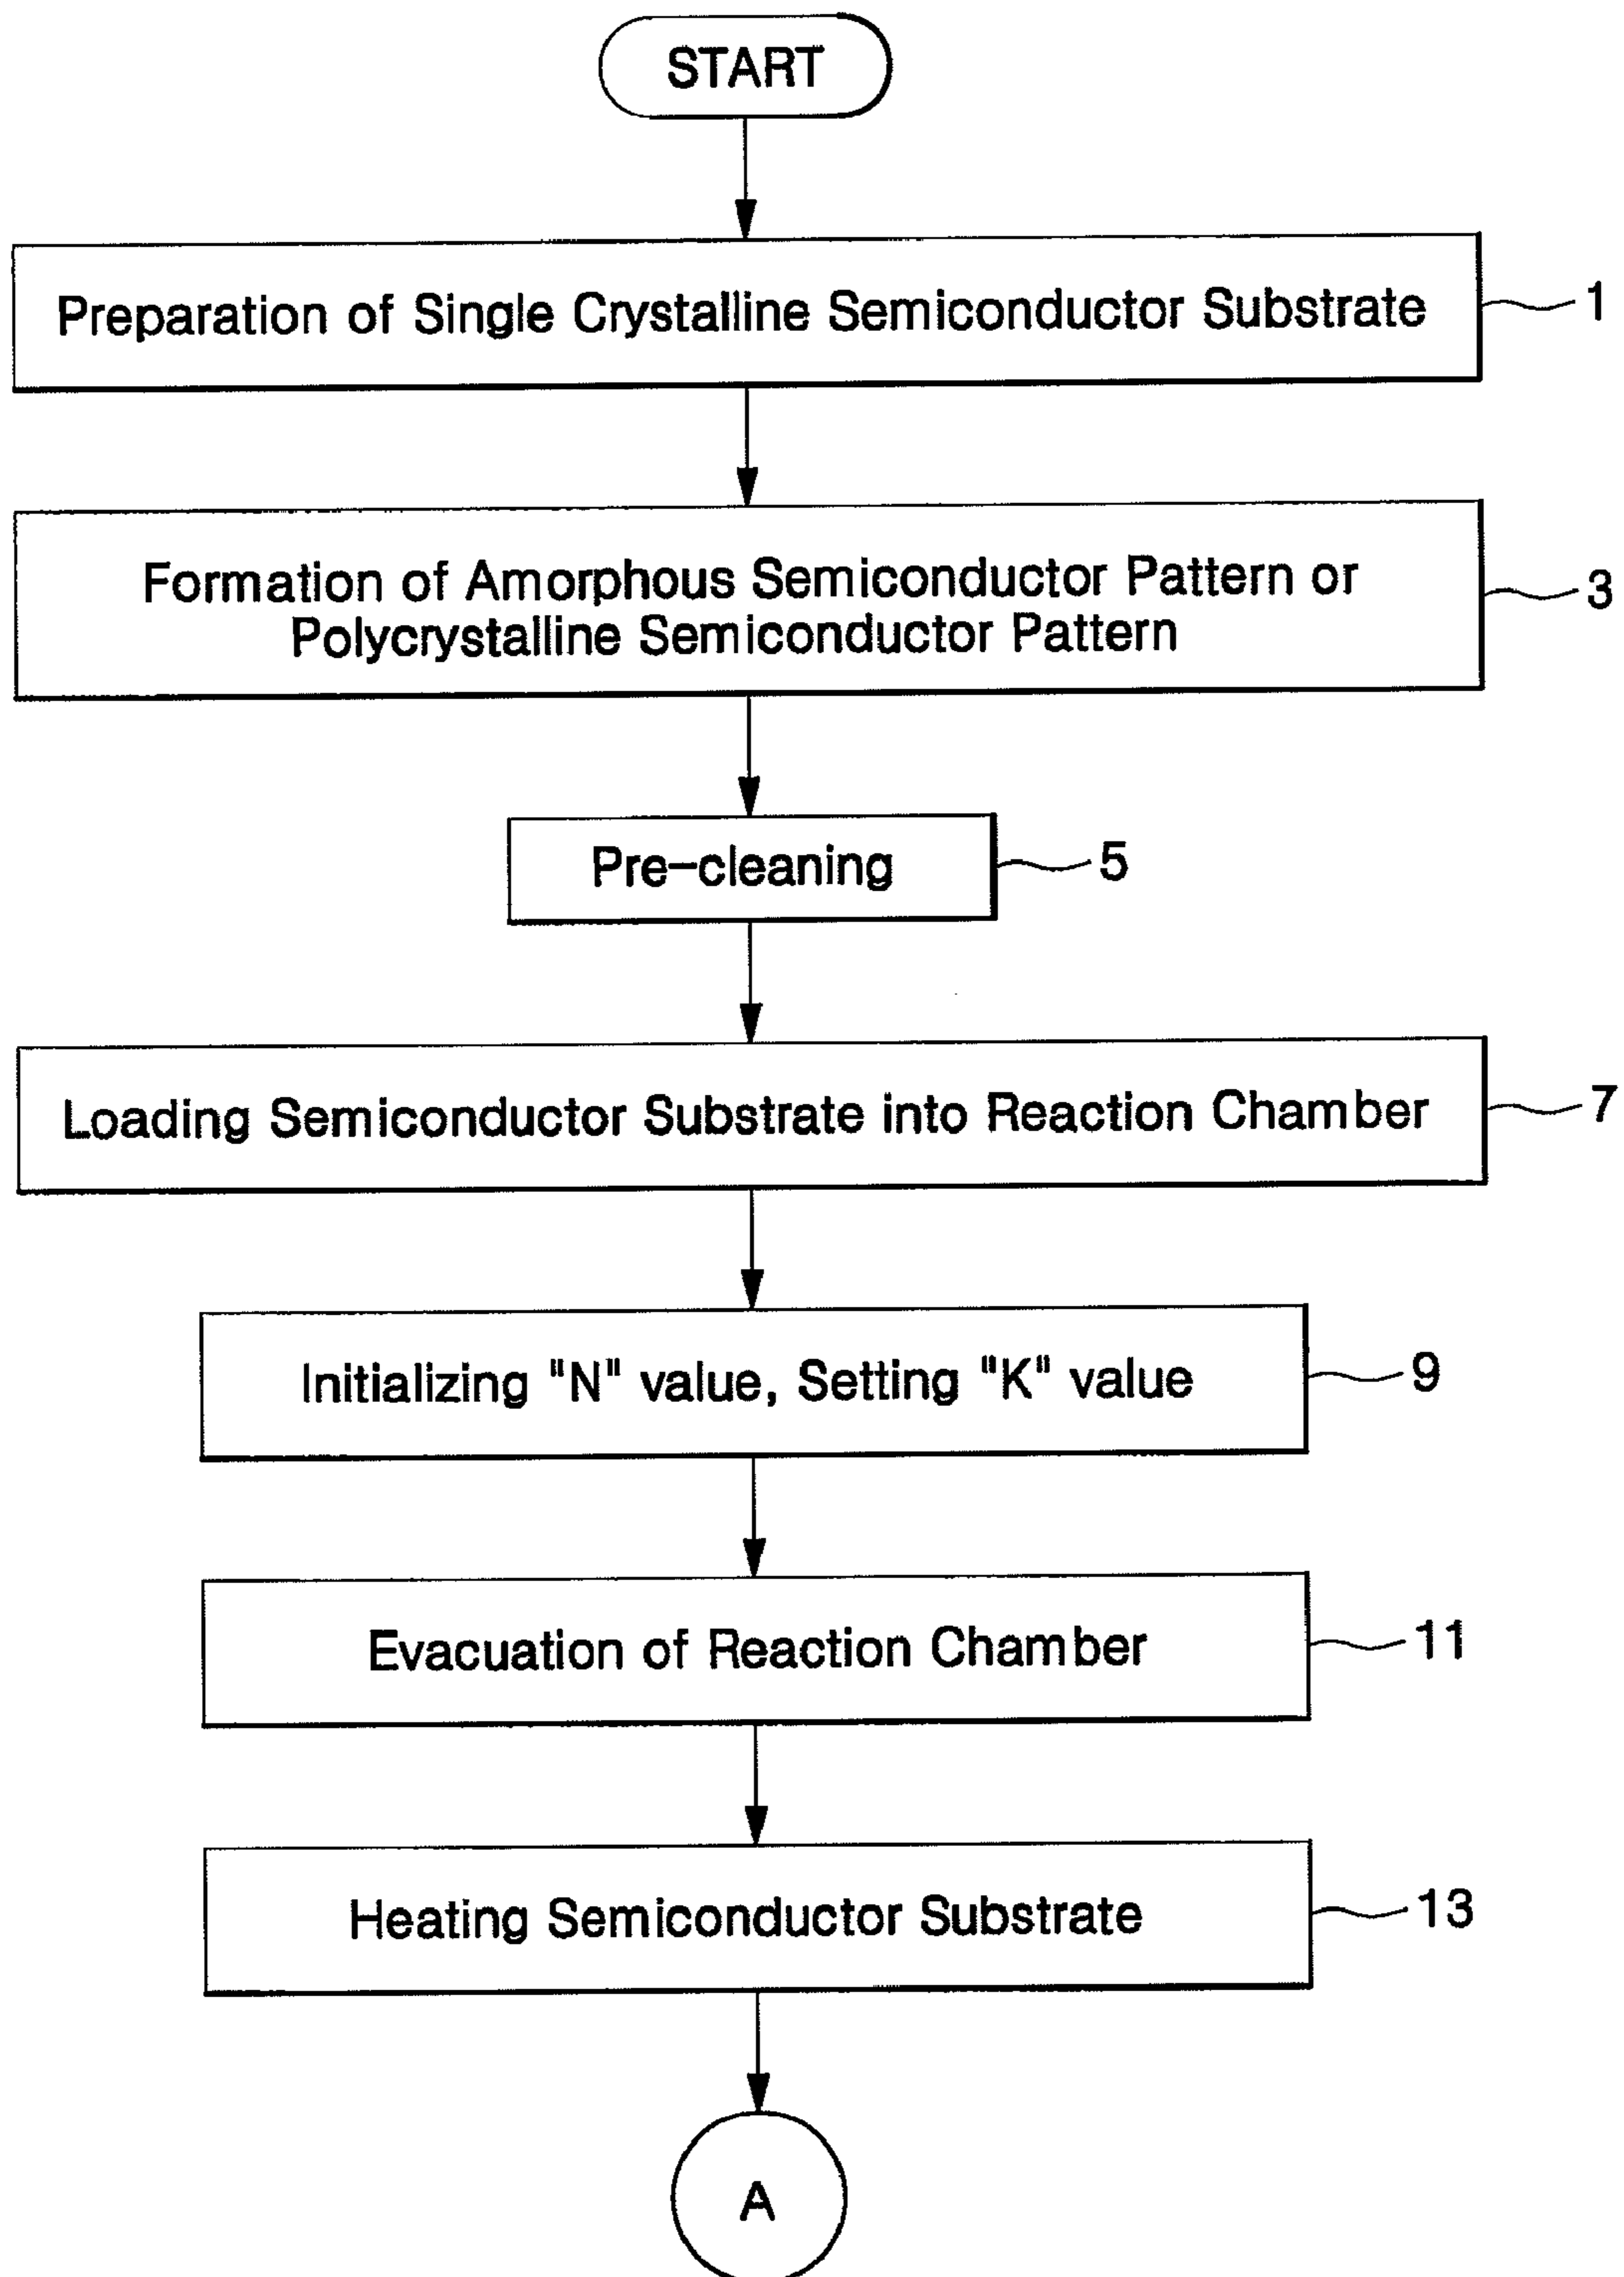 START
Preparation of Single Crystalline Semiconductor Substrate
1
Formation of Amorphous Semiconductor Pattern or
Polycrystalline Semiconductor Pattern
3
Pre-cleaning
5
Loading Semiconductor Substrate into Reaction Chamber
7
Initializing "N" value, Setting "K" value
9
Evacuation of Reaction Chamber
11
Heating Semiconductor Substrate
13
A